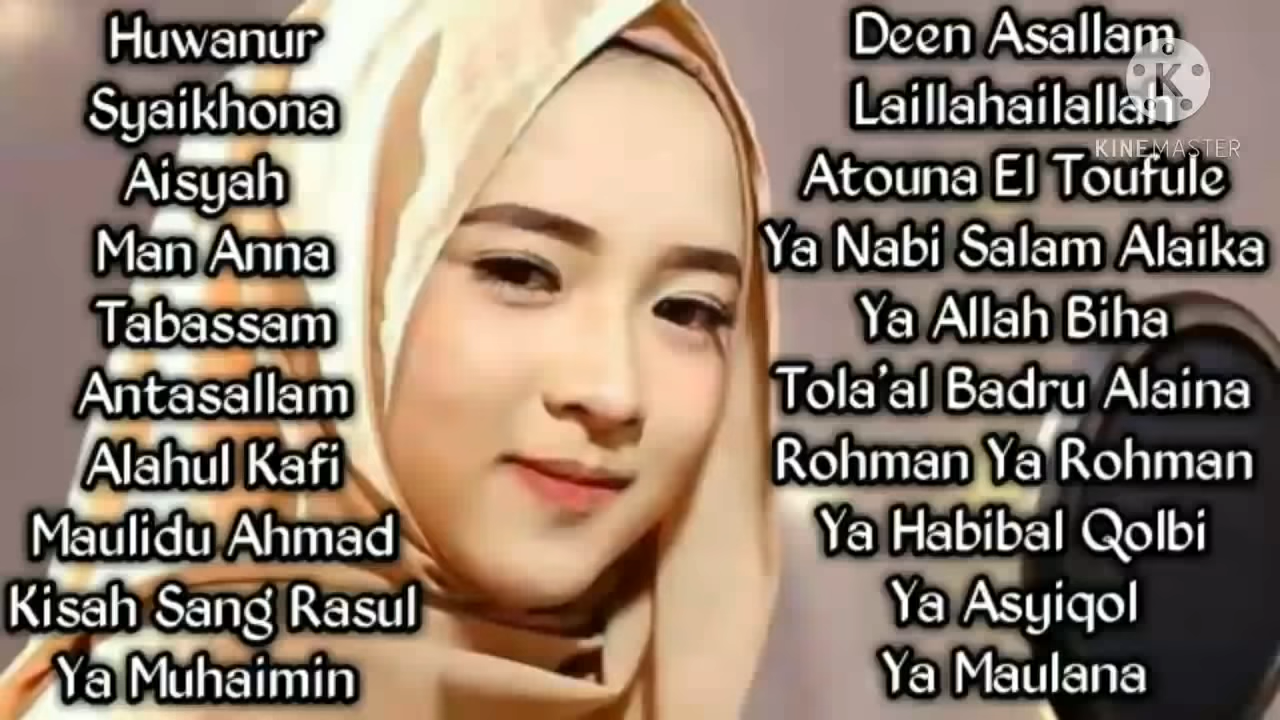 Huwanur
Syaikhona
Aisyah
Man Anna
Tabassam
Antasallam
Alahul Kafi
Maulidu Ahmad
Kisah Sang Rasul
Ya Muhaimin
Deen Asallam
Laillahailallah
Atouna El Toufule
Ya Nabi Salam Alaika
Ya Allah Biha
Tola'al Badru Alaina
Rohman Ya Rohman
Ya Habibal Qolbi
Ya Asyiqol
Ya Maulana
K
KINEMASTER